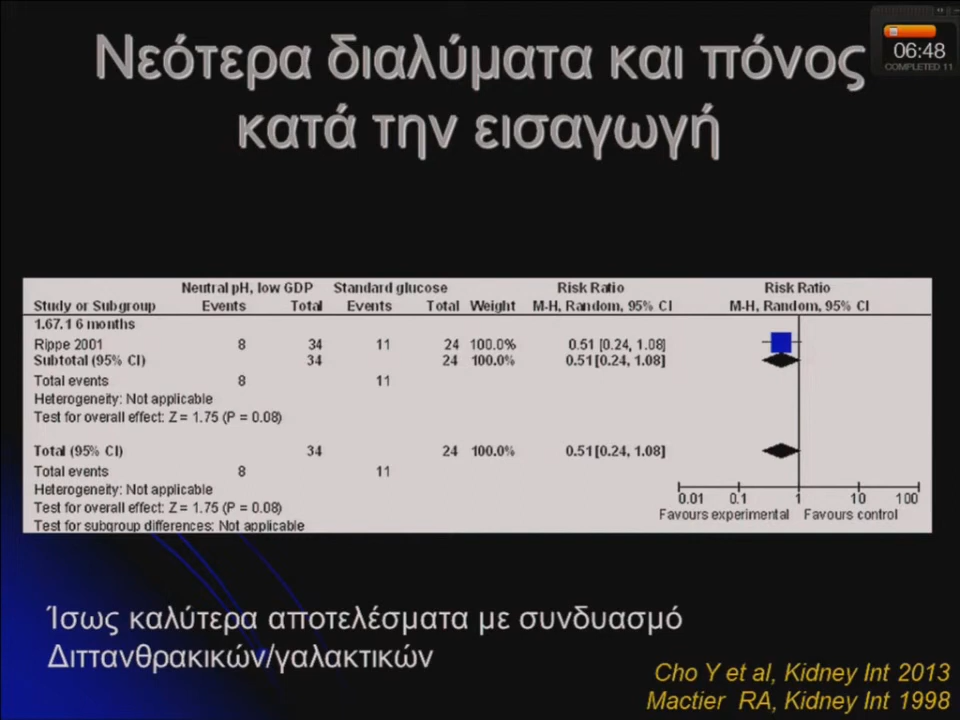 Νεότερα διαλύματα και πόνος
κατά την εισαγωγή
06:48
COMPLETED 11
Neutral pH, low GDP Standard glucose Risk Ratio Risk Ratio
Study or Subgroup Events Total Events Total Weight M-H, Random, 95% CI M-H, Random, 95% CI
1.67.1 6 months
Rippe 2001 8 34 11 24 100.0% 0.51 [0.24, 1.08]
Subtotal (95% CI) 34 24 100.0% 0.51 [0.24, 1.08]
Total events 8 11
Heterogeneity: Not applicable
Test for overall effect: Z = 1.75 (P = 0.08)
Total (95% CI) 34 24 100.0% 0.51 [0.24, 1.08]
Total events 8 11
Heterogeneity: Not applicable
Test for overall effect: Z = 1.75 (P = 0.08)
Test for subgroup differences: Not applicable
0.01 0.1 1 10 100
Favours experimental Favours control
Ίσως καλύτερα αποτελέσματα με συνδυασμό
Διττανθρακικών/γαλακτικών
Cho Y et al, Kidney Int 2013
Mactier RA, Kidney Int 1998